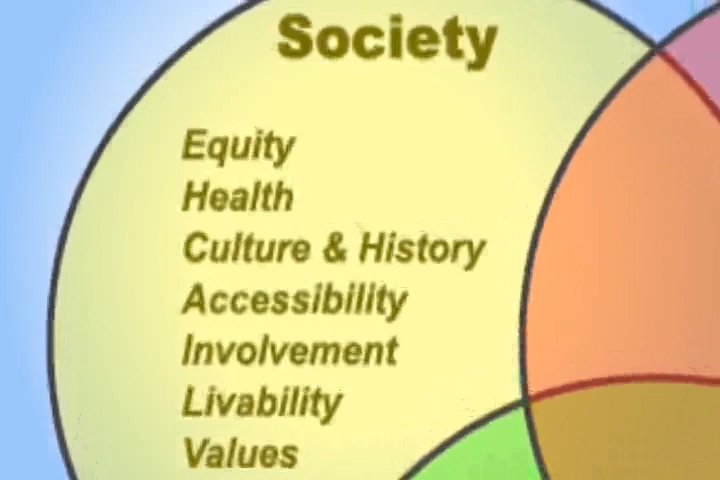 Society
Equity
Health
Culture & History
Accessibility
Involvement
Livability
Values